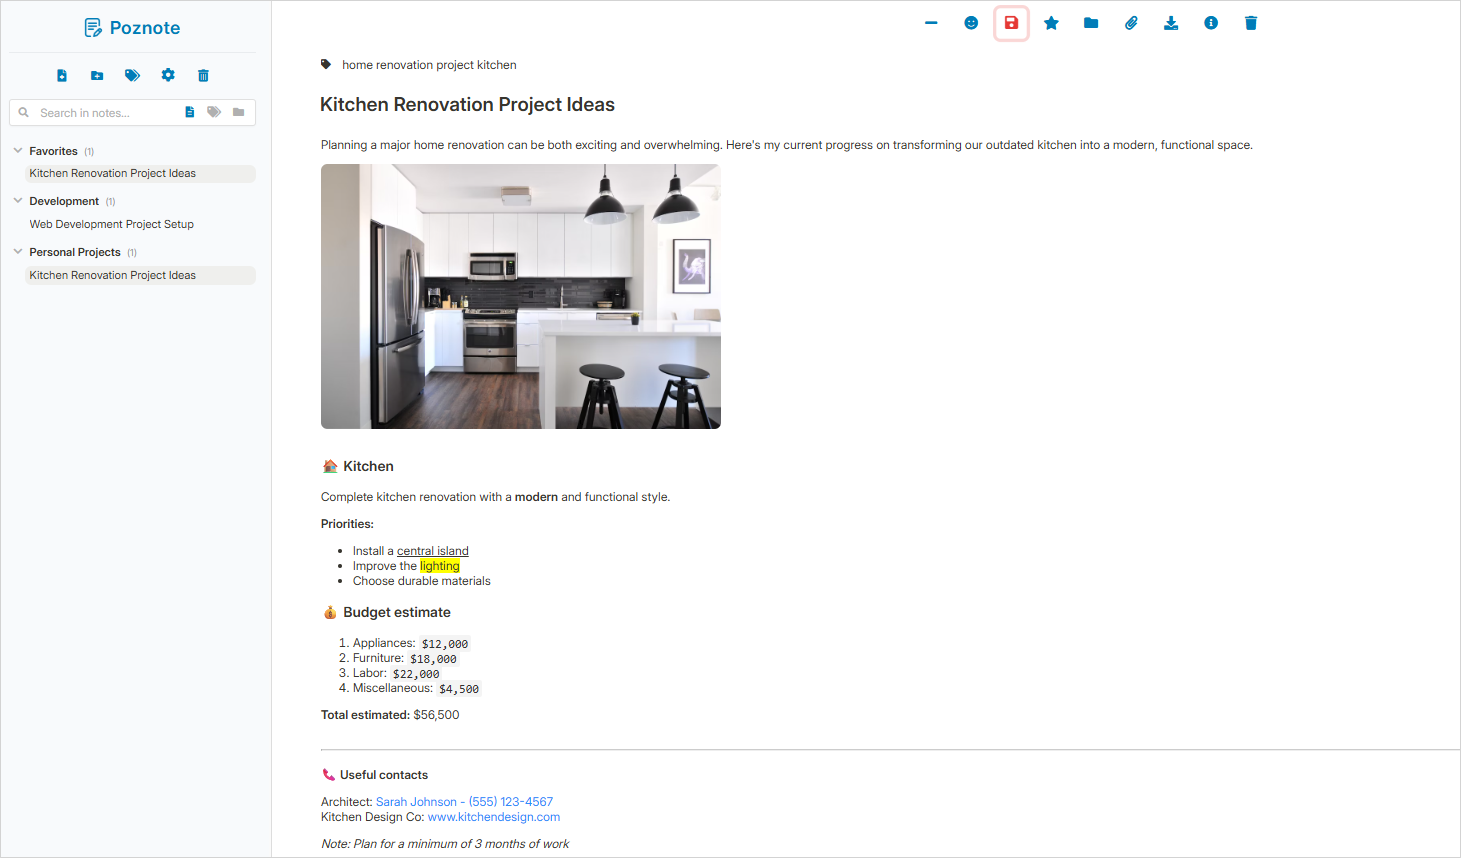 Poznote
Search in notes...
Favorites (1)
Kitchen Renovation Project Ideas
Development (1)
Web Development Project Setup
Personal Projects (1)
Kitchen Renovation Project Ideas
home renovation project kitchen
Kitchen Renovation Project Ideas
Planning a major home renovation can be both exciting and overwhelming. Here's my current progress on transforming our outdated kitchen into a modern, functional space.
Kitchen
Complete kitchen renovation with a modern and functional style.
Priorities:
• Install a central island
• Improve the lighting
• Choose durable materials
Budget estimate
1. Appliances: $12,000
2. Furniture: $18,000
3. Labor: $22,000
4. Miscellaneous: $4,500
Total estimated: $56,500
Useful contacts
Architect: Sarah Johnson - (555) 123-4567
Kitchen Design Co: www.kitchendesign.com
Note: Plan for a minimum of 3 months of work